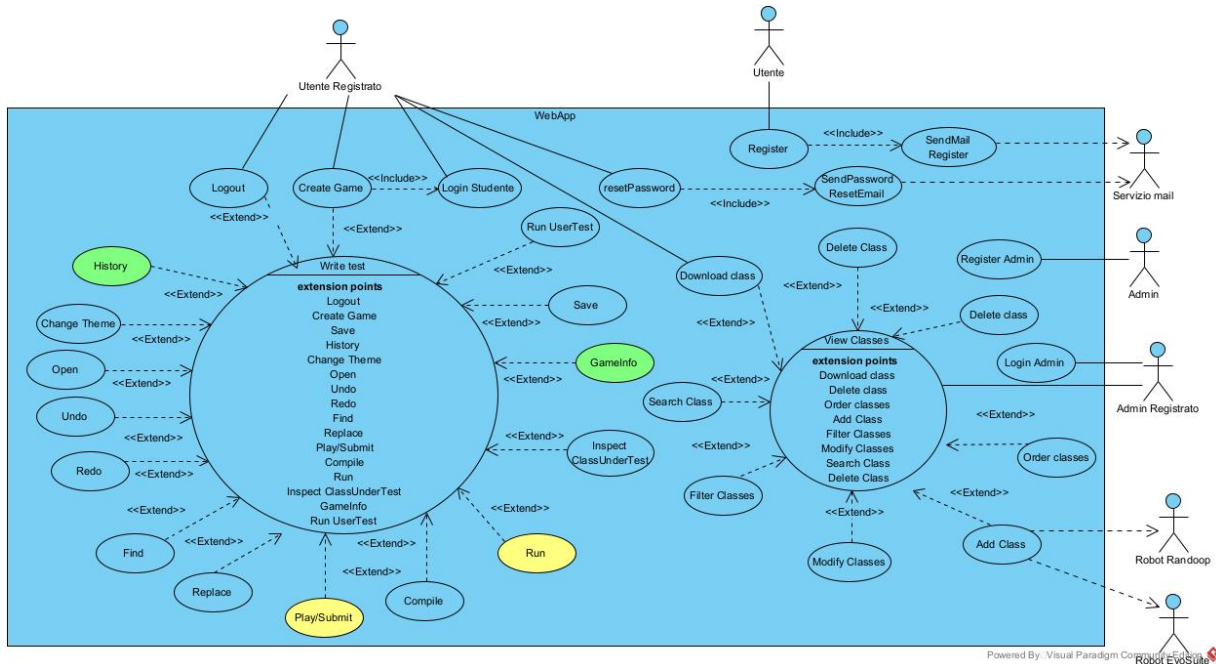 Utente Registrato
Utente
WebApp
Register
<<Include>>
SendMail
Register
Servizio mail
Logout
Create Game
<<Include>>
Login Studente
resetPassword
<<Include>>
SendPassword
ResetEmail
<<Extend>>
<<Extend>>
Run UserTest
<<Extend>>
History
<<Extend>>
Write test
extension points
Logout
Create Game
Save
History
Change Theme
Open
Undo
Redo
Find
Replace
Play/Submit
Compile
Run
Inspect ClassUnderTest
GameInfo
Run UserTest
Change Theme
<<Extend>>
Open
<<Extend>>
Undo
<<Extend>>
Redo
<<Extend>>
Find
<<Extend>>
Replace
<<Extend>>
Play/Submit
<<Extend>>
Compile
<<Extend>>
Run
<<Extend>>
Inspect
ClassUnderTest
<<Extend>>
GameInfo
<<Extend>>
Save
<<Extend>>
Download class
<<Extend>>
Delete Class
<<Extend>>
Delete class
<<Extend>>
Register Admin
Admin
Login Admin
Admin Registrato
View Classes
extension points
Download class
Delete class
Order classes
Add Class
Filter Classes
Modify Classes
Search Class
Delete Class
Search Class
<<Extend>>
Filter Classes
<<Extend>>
Modify Classes
<<Extend>>
Order classes
<<Extend>>
Add Class
<<Extend>>
Robot Randoop
Robot EvoSuite
Powered By Visual Paradigm Community Edition